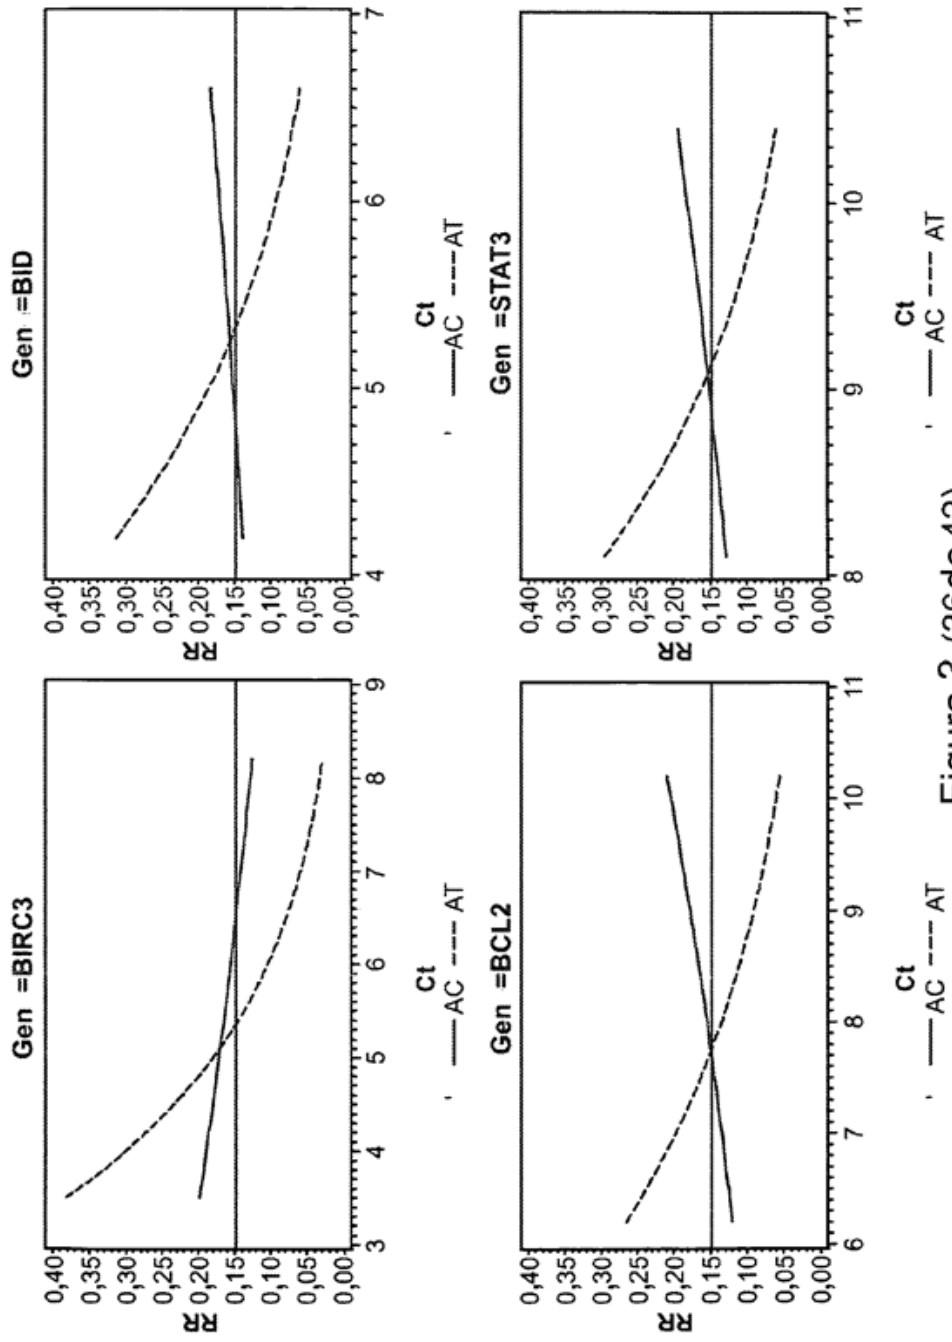 Gen =BIRC3
RR
0,40
0,35
0,30
0,25
0,20
0,15
0,10
0,05
0,00
3 4 5 6 7 8 9
Ct
' AC AT
Gen =BID
RR
0,40
0,35
0,30
0,25
0,20
0,15
0,10
0,05
0,00
4 5 6 7
Ct
' AC AT
Gen =BCL2
RR
0,40
0,35
0,30
0,25
0,20
0,15
0,10
0,05
0,00
6 7 8 9 10 11
Ct
' AC AT
Gen =STAT3
RR
0,40
0,35
0,30
0,25
0,20
0,15
0,10
0,05
0,00
8 9 10 11
Ct
' AC AT
Figure 3